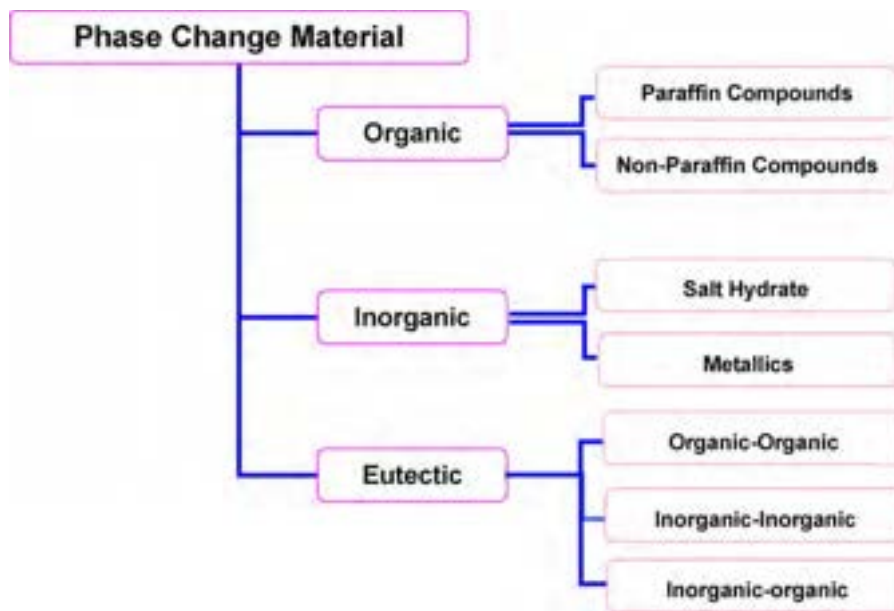 Phase Change Material
Organic
Paraffin Compounds
Non-Paraffin Compounds
Inorganic
Salt Hydrate
Metallics
Eutectic
Organic-Organic
Inorganic-Inorganic
Inorganic-organic